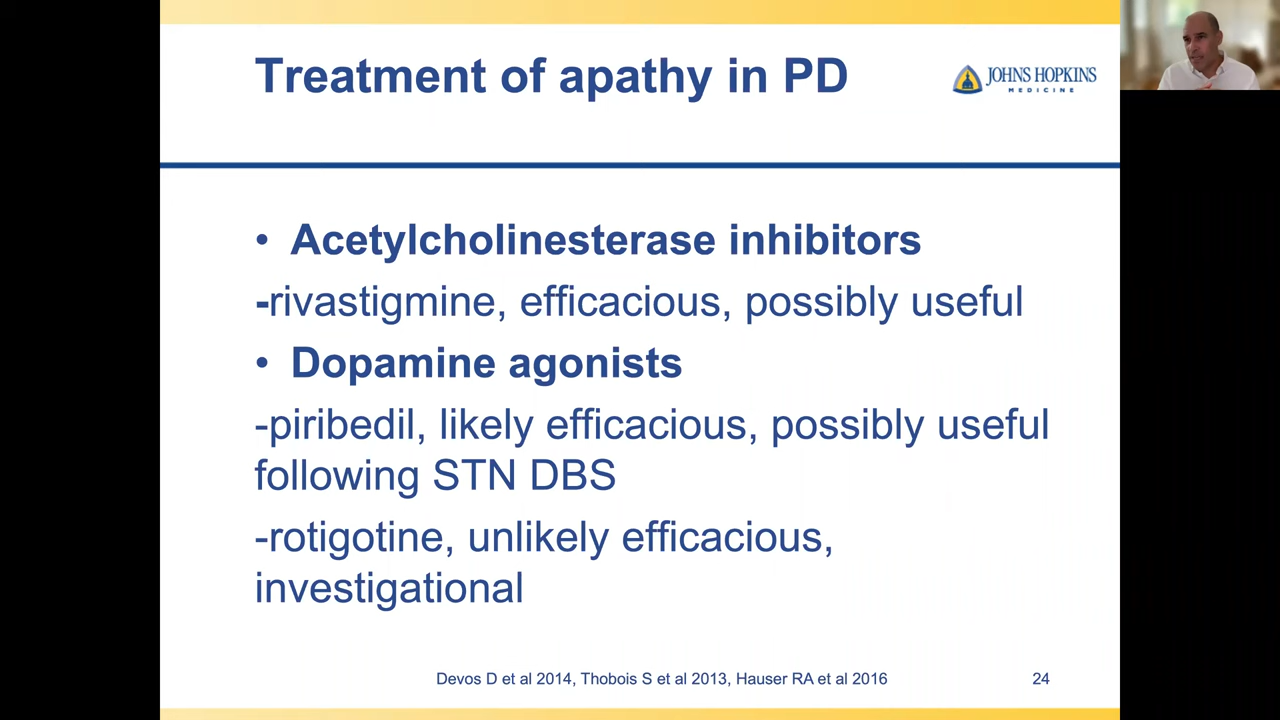 Treatment of apathy in PD
JOHNS HOPKINS
MEDICINE
• Acetylcholinesterase inhibitors
-rivastigmine, efficacious, possibly useful
• Dopamine agonists
-piribedil, likely efficacious, possibly useful
following STN DBS
-rotigotine, unlikely efficacious,
investigational
Devos D et al 2014, Thobois S et al 2013, Hauser RA et al 2016
24